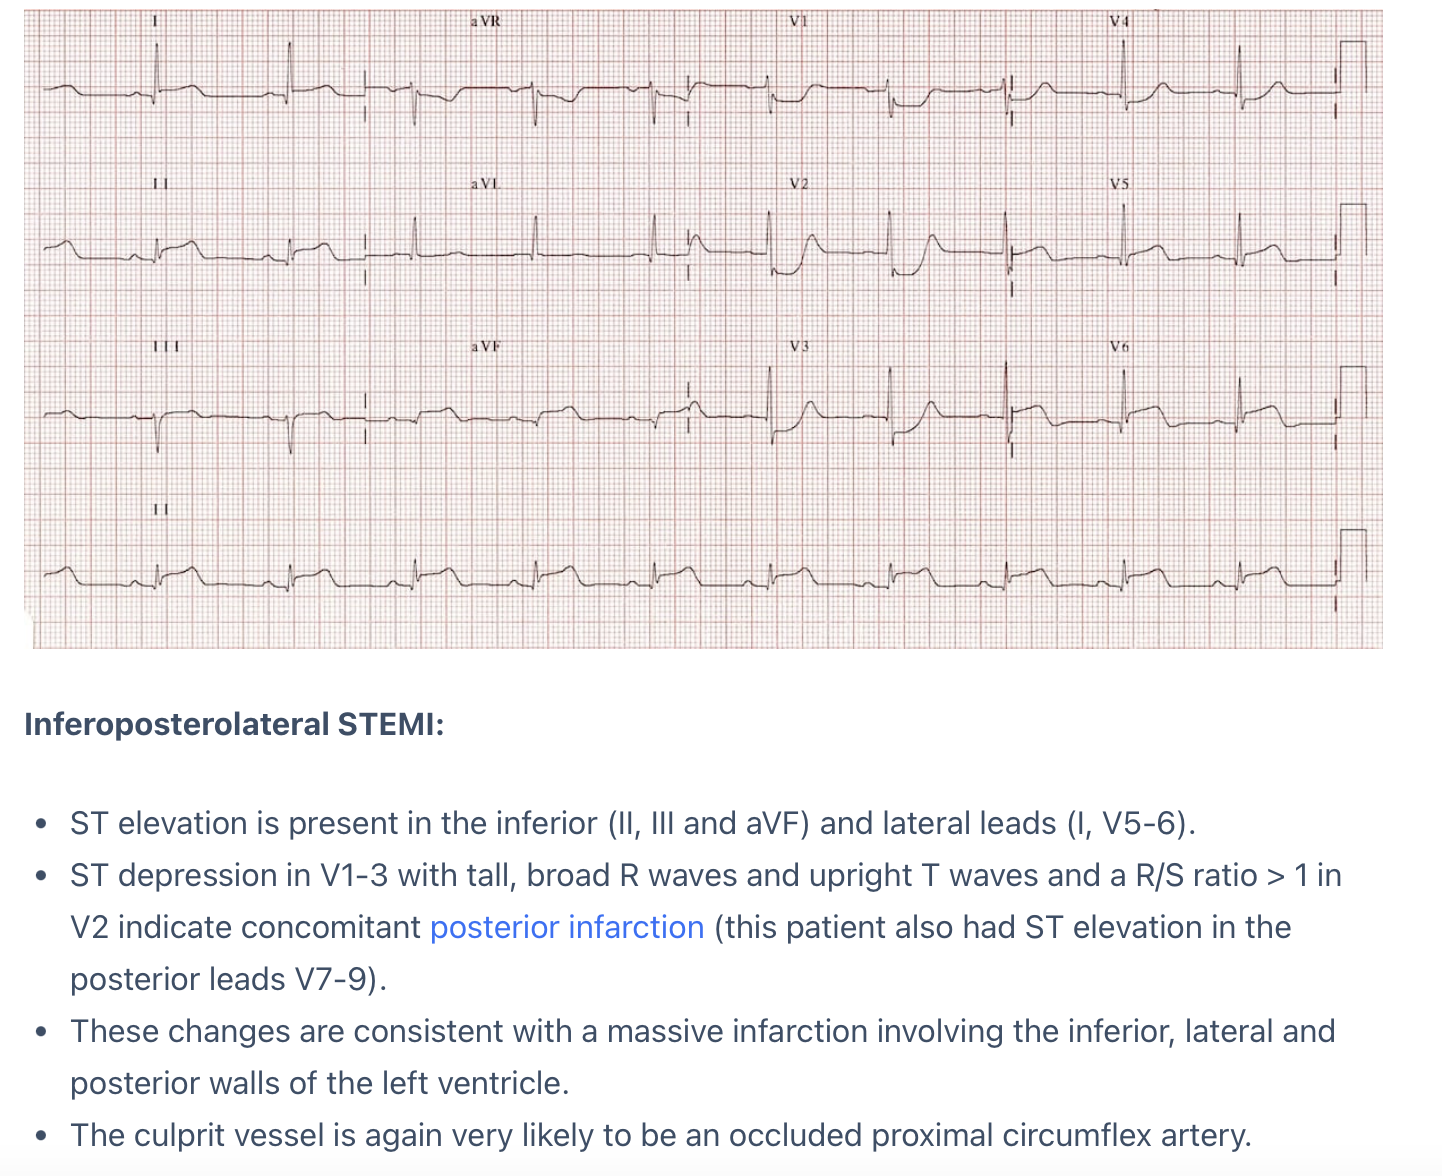 I aVR V1 V4
II aVL V2 V5
III aVF V3 V6
II
Inferoposterolateral STEMI:
• ST elevation is present in the inferior (II, III and aVF) and lateral leads (I, V5-6).
• ST depression in V1-3 with tall, broad R waves and upright T waves and a R/S ratio > 1 in
V2 indicate concomitant posterior infarction (this patient also had ST elevation in the
posterior leads V7-9).
• These changes are consistent with a massive infarction involving the inferior, lateral and
posterior walls of the left ventricle.
• The culprit vessel is again very likely to be an occluded proximal circumflex artery.